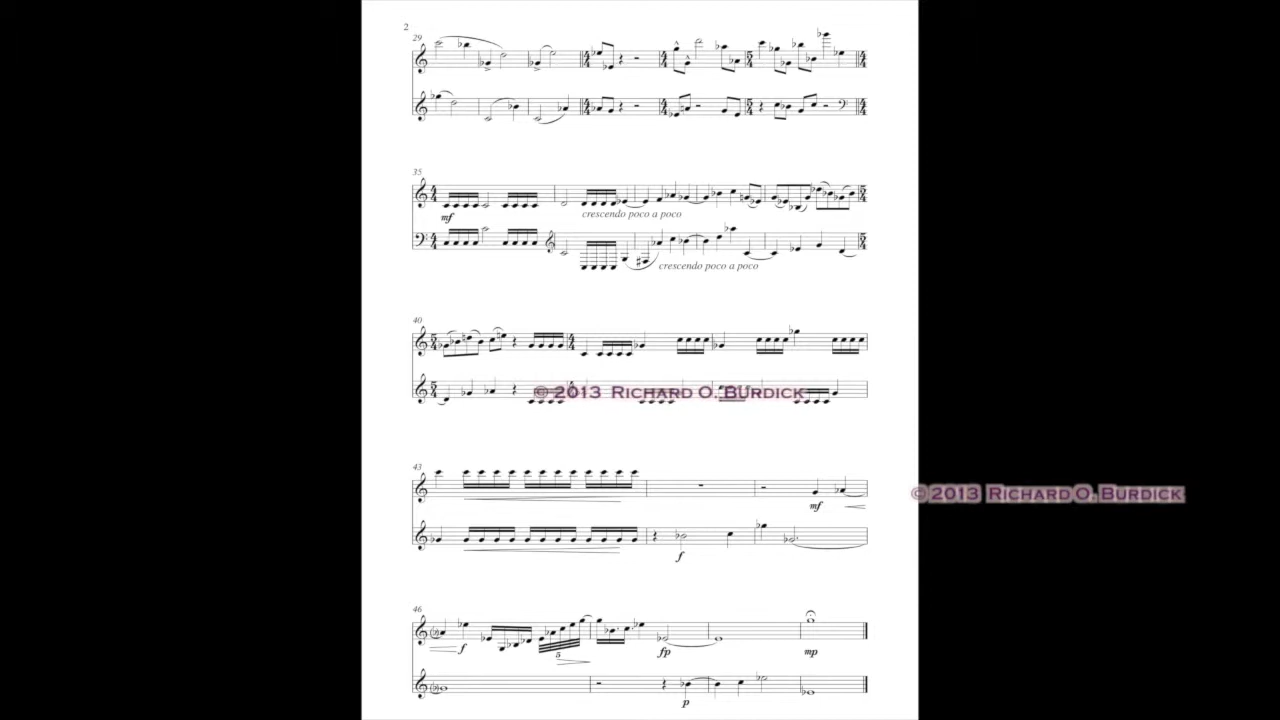 2
29
35
mf
crescendo poco a poco
crescendo poco a poco
40
© 2013 Richard O. Burdick
43
© 2013 Richard O. Burdick
mf
f
46
f
5
fp
mp
p